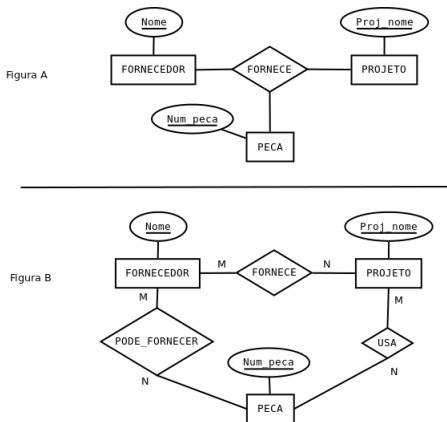 Nome
Proj_nome
Figura A
FORNECEDOR
FORNECE
PROJETO
Num_peca
PECA
Nome
Proj_nome
Figura B
FORNECEDOR
M
FORNECE
N
PROJETO
M
M
PODE_FORNECER
USA
N
Num_peca
N
PECA